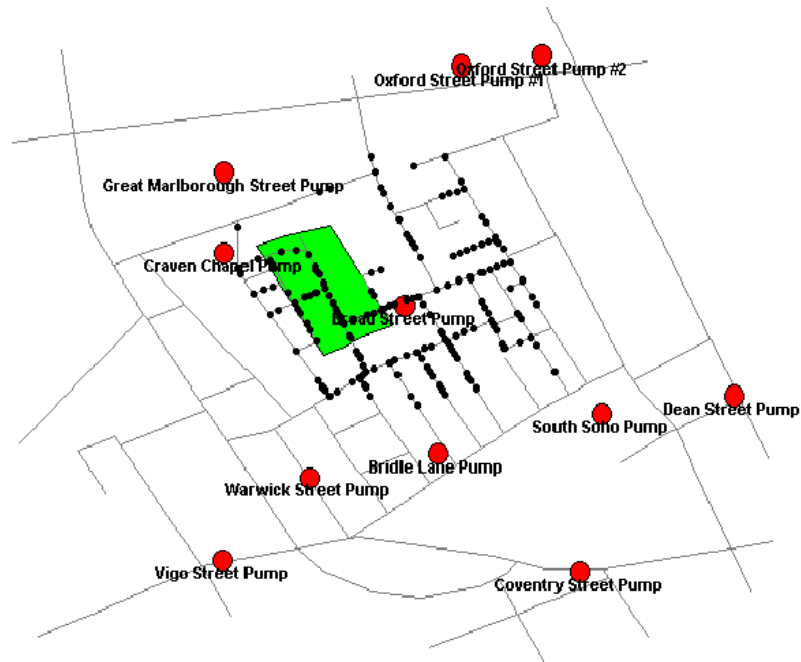 Oxford Street Pump #2
Oxford Street Pump #1
Great Marlborough Street Pump
Craven Chapel Pump
Broad Street Pump
Dean Street Pump
South Soho Pump
Bridle Lane Pump
Warwick Street Pump
Vigo Street Pump
Coventry Street Pump